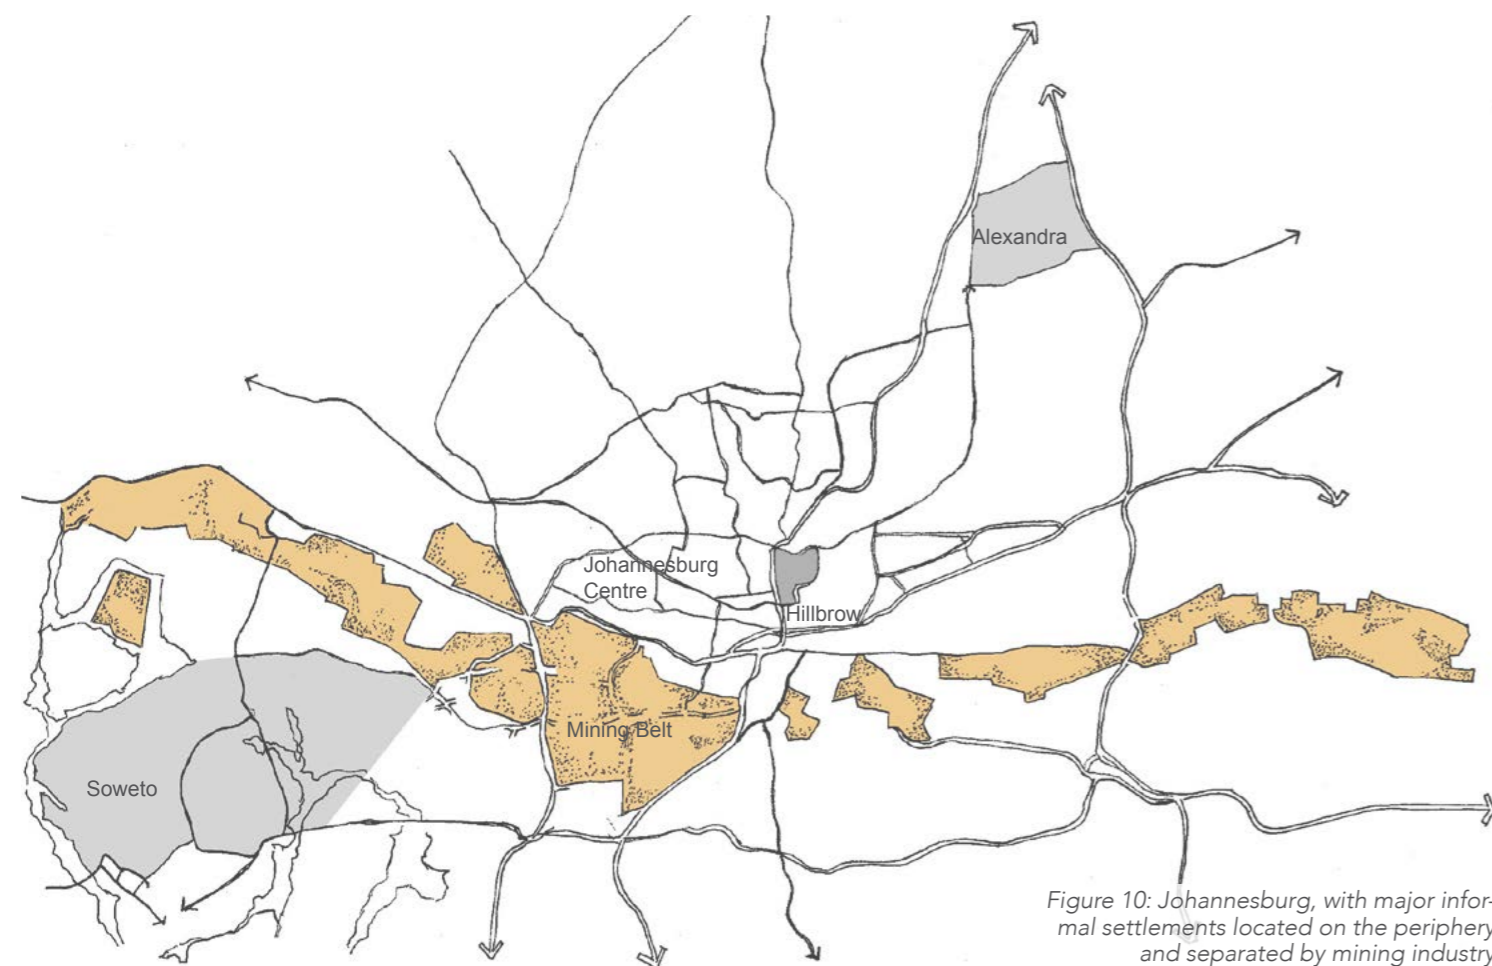 Alexandra
Johannesburg
Centre
Hillbrow
Mining Belt
Soweto
Figure 10: Johannesburg, with major infor-
mal settlements located on the periphery
and separated by mining industry